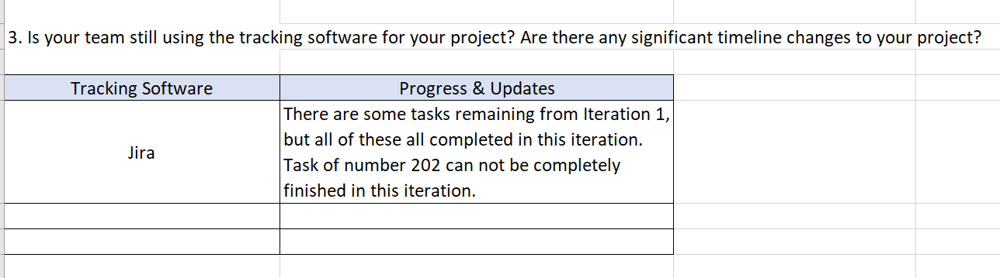 3. Is your team still using the tracking software for your project? Are there any significant timeline changes to your project?
Tracking Software
Progress & Updates
Jira
There are some tasks remaining from Iteration 1,
but all of these all completed in this iteration.
Task of number 202 can not be completely
finished in this iteration.